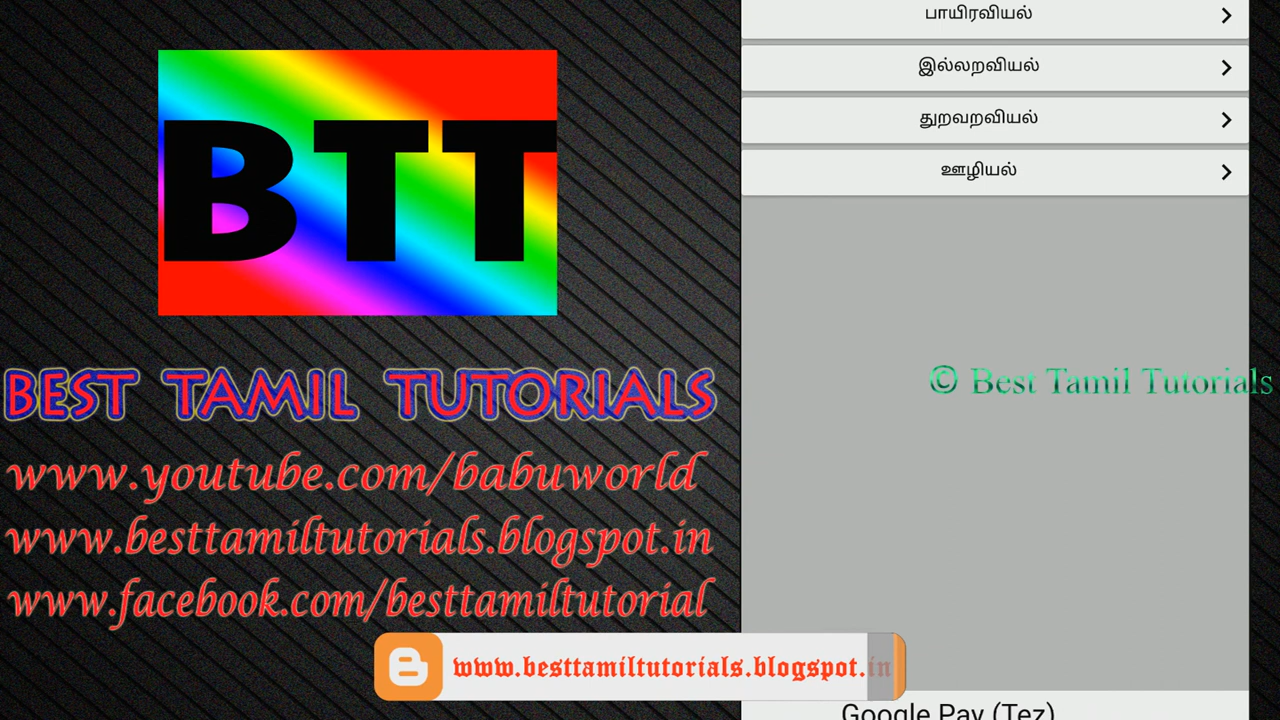 BTT
BEST TAMIL TUTORIALS
www.youtube.com/babuworld
www.besttamiltutorials.blogspot.in
www.facebook.com/besttamiltutorial
பாயிரவியல்
இல்லறவியல்
துறவறவியல்
ஊழியல்
© Best Tamil Tutorials
www.besttamiltutorials.blogspot.in
Google Pay (Tez)